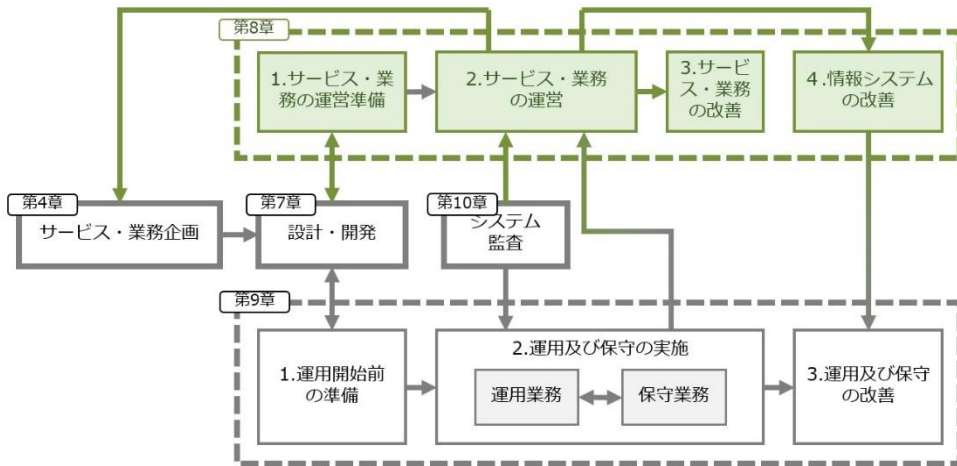 第8章
1.サービス・業
務の運営準備
2.サービス・業務
の運営
3.サービ
ス・業務
の改善
4.情報システム
の改善
第4章
サービス・業務企画
第7章
設計・開発
第10章
システム
監査
第9章
1.運用開始前
の準備
2.運用及び保守の実施
運用業務
保守業務
3.運用及び保守
の改善